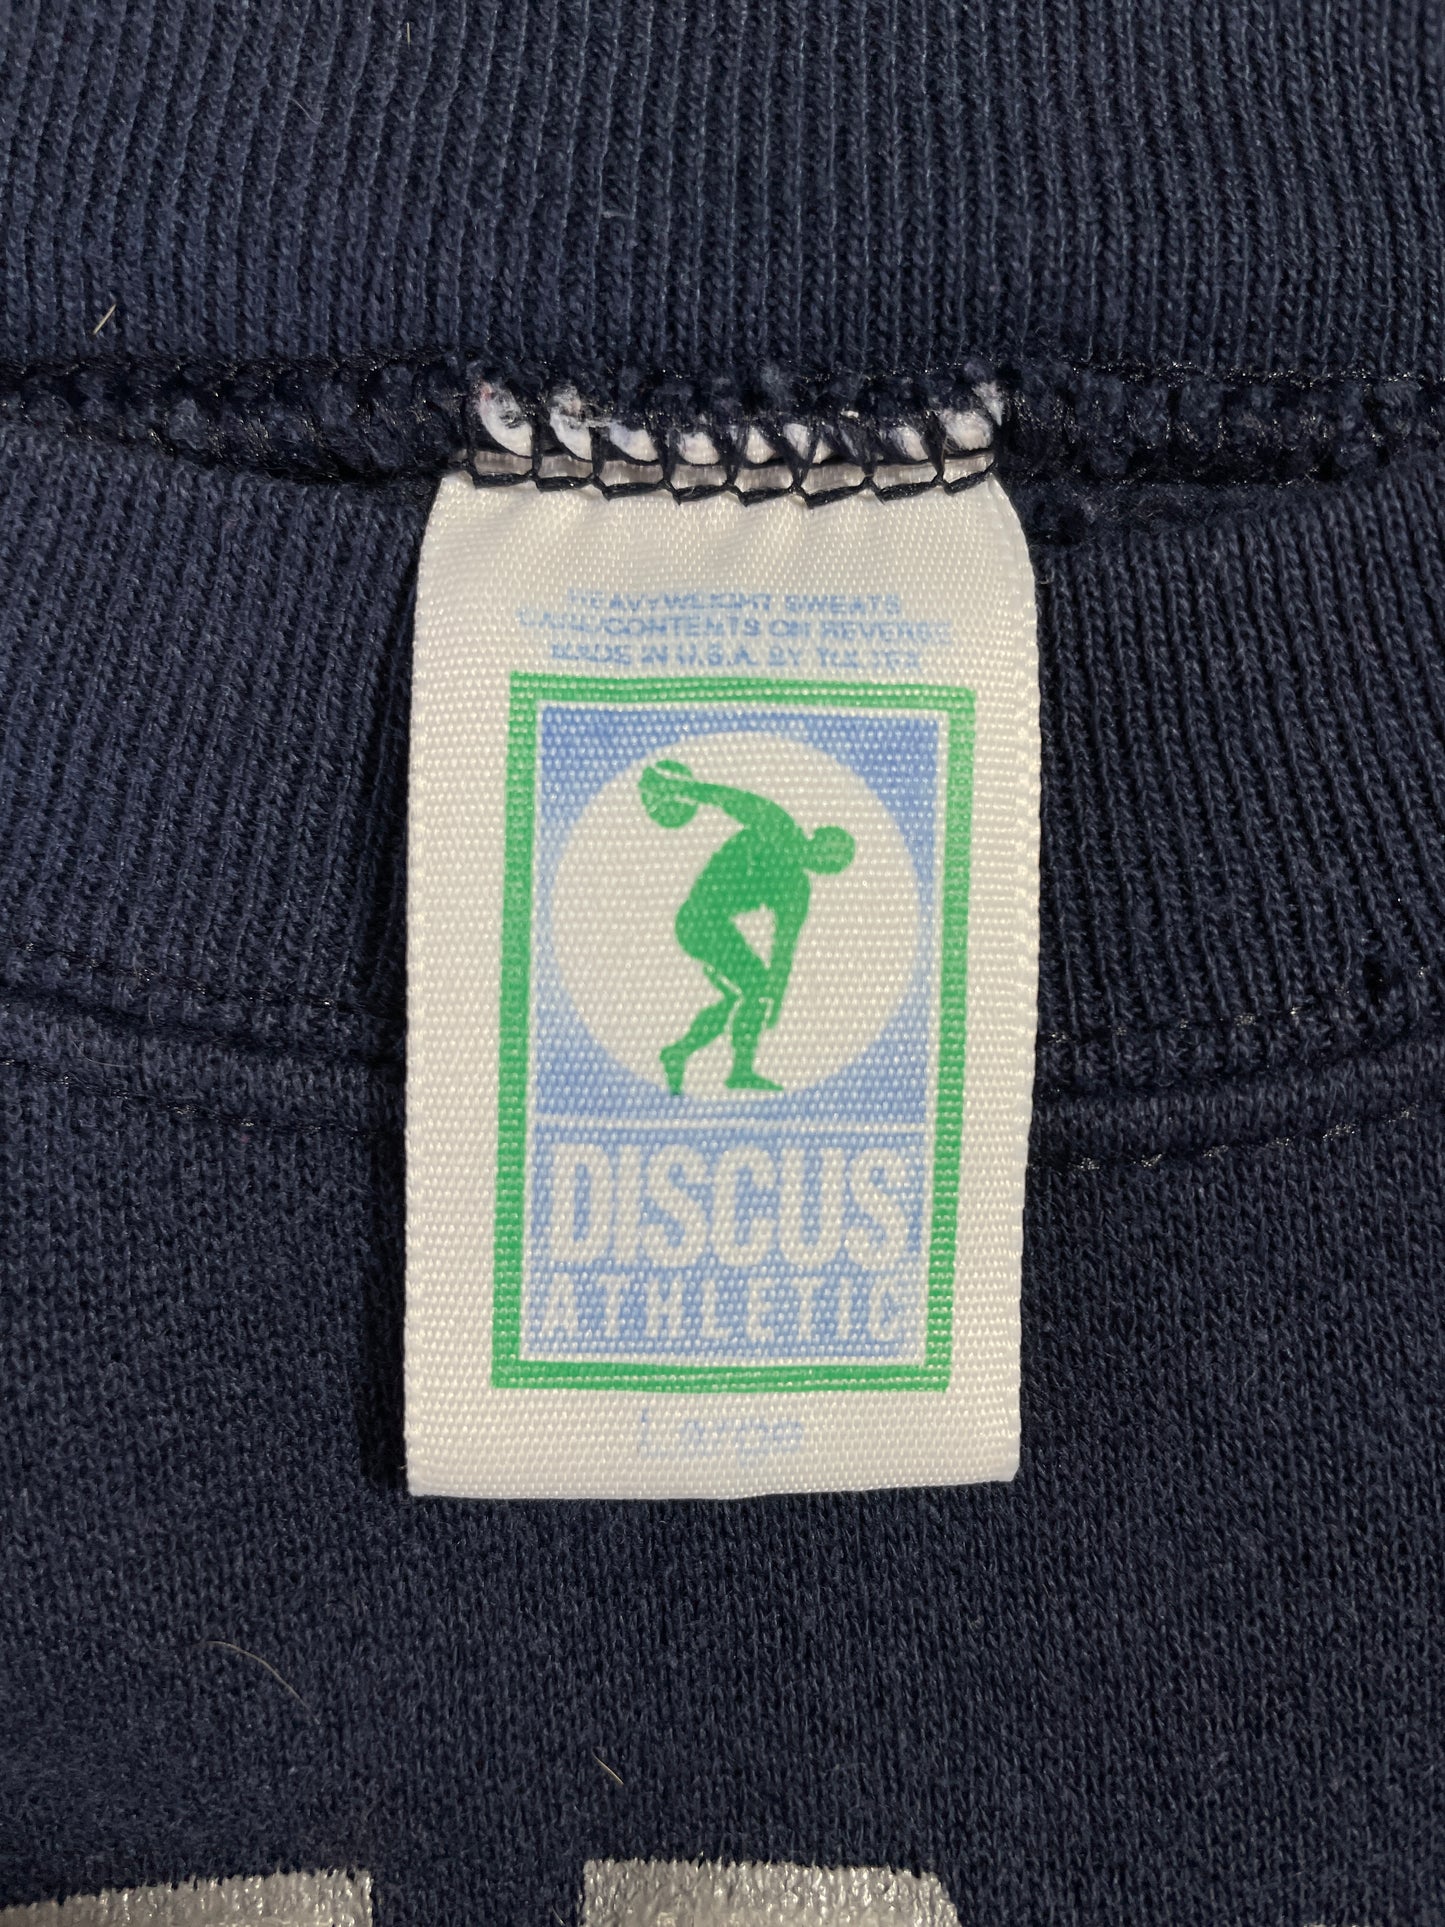 HEAVYWEIGHT SWEATS
CARE/CONTENTS ON REVERSE
MADE IN U.S.A. BY TULTEX
DISCUS
ATHLETIC
Large